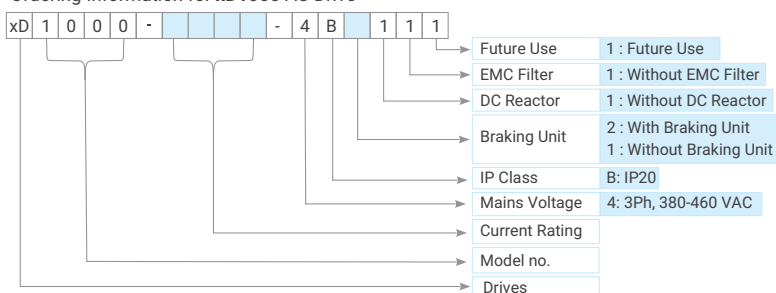 xD 1 0 0 0 - - 4 B 1 1 1
Future Use 1 : Future Use
EMC Filter 1 : Without EMC Filter
DC Reactor 1 : Without DC Reactor
Braking Unit 2 : With Braking Unit
1 : Without Braking Unit
IP Class B: IP20
Mains Voltage 4: 3Ph, 380-460 VAC
Current Rating
Model no.
Drives